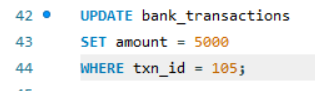 42 UPDATE bank_transactions
43 SET amount = 5000
44 WHERE txn_id = 105;